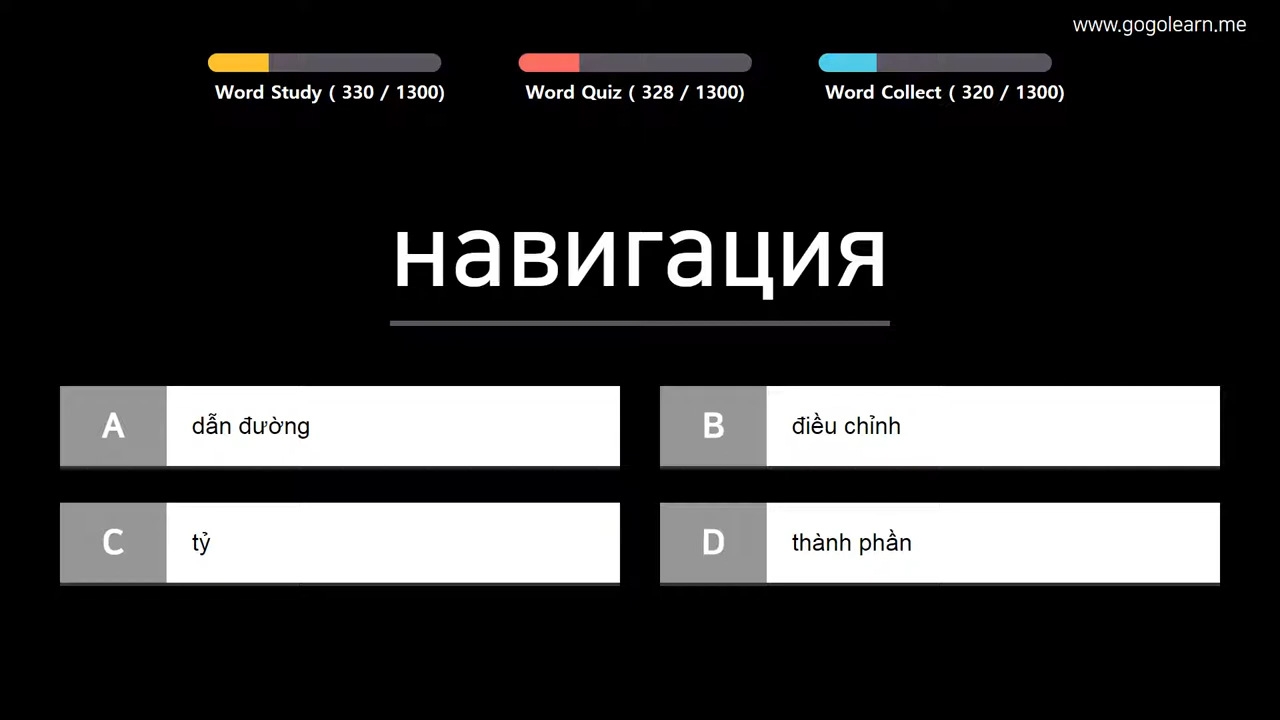 www.gogolearn.me
Word Study ( 330 / 1300)
Word Quiz ( 328 / 1300)
Word Collect ( 320 / 1300)
навигация
A dẫn đường
B điều chỉnh
C tỷ
D thành phần